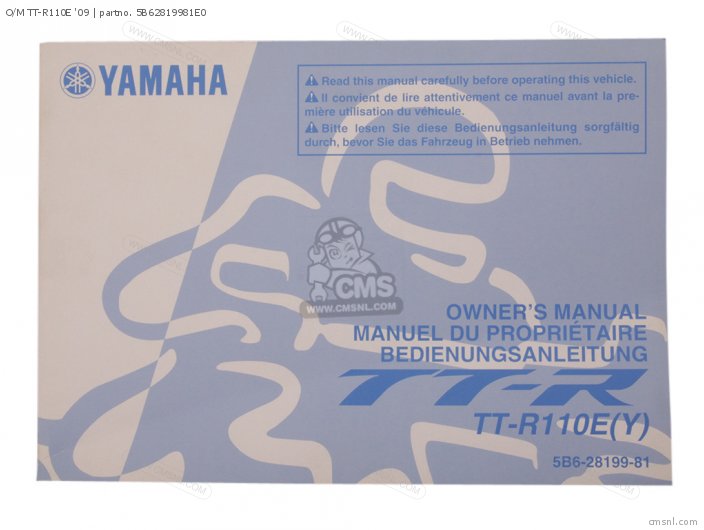 O/M TT-R110E '09 | partno. 5B62819981E0
YAMAHA
Read this manual carefully before operating this vehicle.
Il convient de lire attentivement ce manuel avant la pre-
mière utilisation du véhicule.
Bitte lesen Sie diese Bedienungsanleitung sorgfältig
durch, bevor Sie das Fahrzeug in Betrieb nehmen.
CMS
WWW.CMSNL.COM
OWNER'S MANUAL
MANUEL DU PROPRIÉTAIRE
BEDIENUNGSANLEITUNG
TT-R
TT-R110E(Y)
5B6-28199-81
cmsnl.com